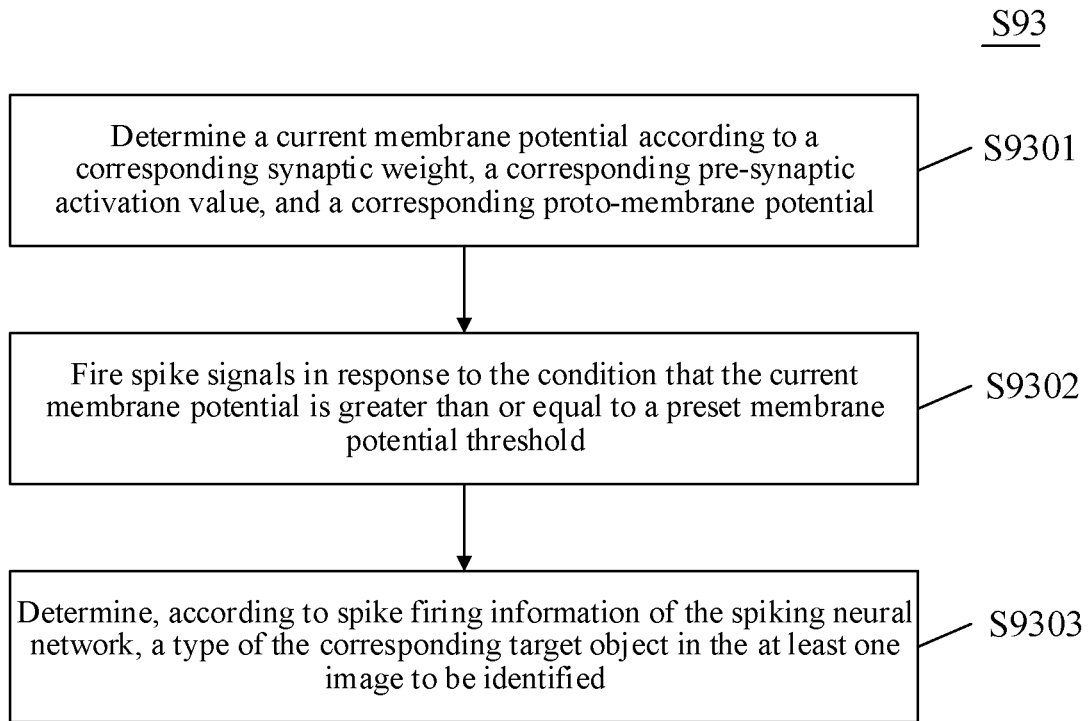 S93
Determine a current membrane potential according to a
corresponding synaptic weight, a corresponding pre-synaptic
activation value, and a corresponding proto-membrane potential
S9301
Fire spike signals in response to the condition that the current
membrane potential is greater than or equal to a preset membrane
potential threshold
S9302
Determine, according to spike firing information of the spiking neural
network, a type of the corresponding target object in the at least one
image to be identified
S9303